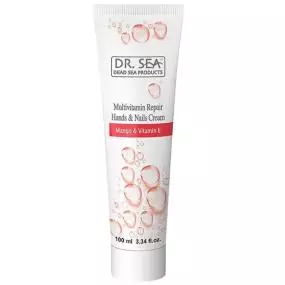 DR. SEA
DEAD SEA PRODUCTS
Multivitamin Repair
Hands & Nails Cream
Mango & Vitamin E
100 ml 3,34 fl.oz.